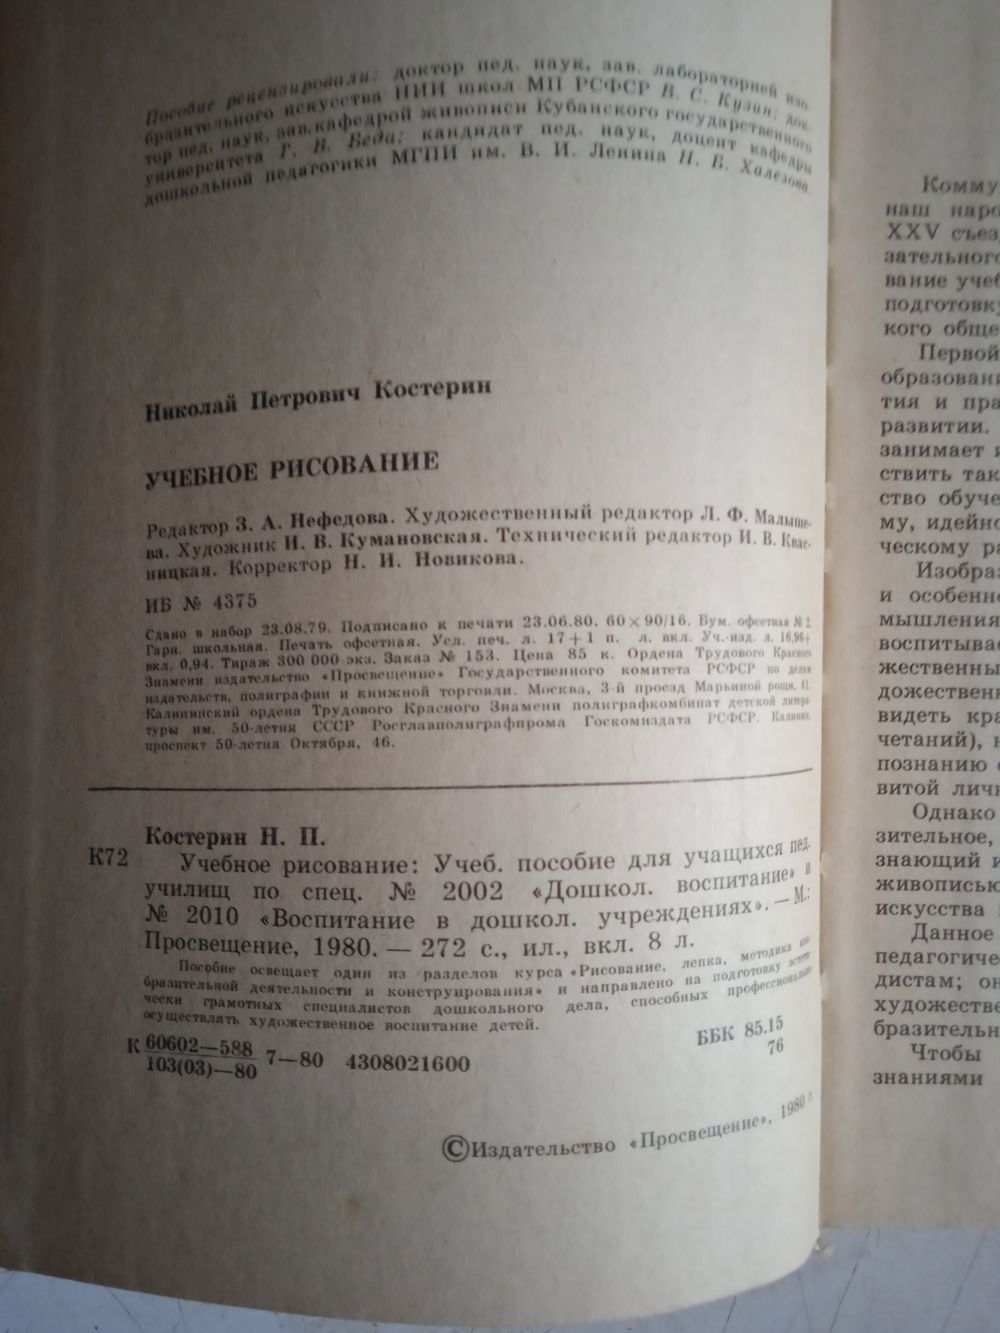 Пособие рецензировали: доктор пед. наук, зав. лабораторией изо-
бразительного искусства НИИ школ МП РСФСР В. С. Кузин; док-
тор пед. наук, зав. кафедрой живописи Кубанского государственного
университета Г. В. Беда; кандидат пед. наук, доцент кафедры
дошкольной педагогики МГПИ им. В. И. Ленина Н. Б. Халезова.
Николай Петрович Костерин
УЧЕБНОЕ РИСОВАНИЕ
Редактор З. А. Нефедова. Художественный редактор Л. Ф. Малыше-
ва. Художник И. В. Кумановская. Технический редактор И. В. Квас-
ницкая. Корректор Н. И. Новикова.
ИБ № 4375
Сдано в набор 23.08.79. Подписано к печати 23.06.80. 60×90/16. Бум. офсетная № 2.
Гарн. школьная. Печать офсетная. Усл. печ. л. 17+1 п. л. вкл. Уч.-изд. л. 16,96+
вкл. 0,94. Тираж 300 000 экз. Заказ № 153. Цена 85 к. Ордена Трудового Красного
Знамени издательство «Просвещение» Государственного комитета РСФСР по делам
издательств, полиграфии и книжной торговли. Москва, 3-й проезд Марьиной рощи, 41.
Калининский ордена Трудового Красного Знамени полиграфкомбинат детской литера-
туры им. 50-летия СССР Росглавполиграфпрома Госкомиздата РСФСР. Калинин,
проспект 50-летия Октября, 46.
Костерин Н. П.
К72
Учебное рисование: Учеб. пособие для учащихся пед.
училищ по спец. № 2002 «Дошкол. воспитание» и
№ 2010 «Воспитание в дошкол. учреждениях». — М.:
Просвещение, 1980. — 272 с., ил., вкл. 8 л.
Пособие освещает один из разделов курса «Рисование, лепка, методика изо-
бразительной деятельности и конструирования» и направлено на подготовку эстети-
чески грамотных специалистов дошкольного дела, способных профессионально
осуществлять художественное воспитание детей.
К 60602—588
103(03)—80 7—80 4308021600
ББК 85.15
76
©Издательство «Просвещение», 1980 г.
Комму
наш наро
XXV съез
зательного
вание учеб
подготовку
кого обще
Первой
образовани
тия и пра
развитии.
занимает и
ствить так
ство обуче
му, идейно
ческому ра
Изобраз
и особенно
мышления
воспитывае
жественны
дожественн
видеть кра
четаний), н
познанию о
витой личн
Однако
зительное,
знающий и
живописью
искусства
Данное
педагогиче
дистам; он
художестве
бразительн
Чтобы
знаниями